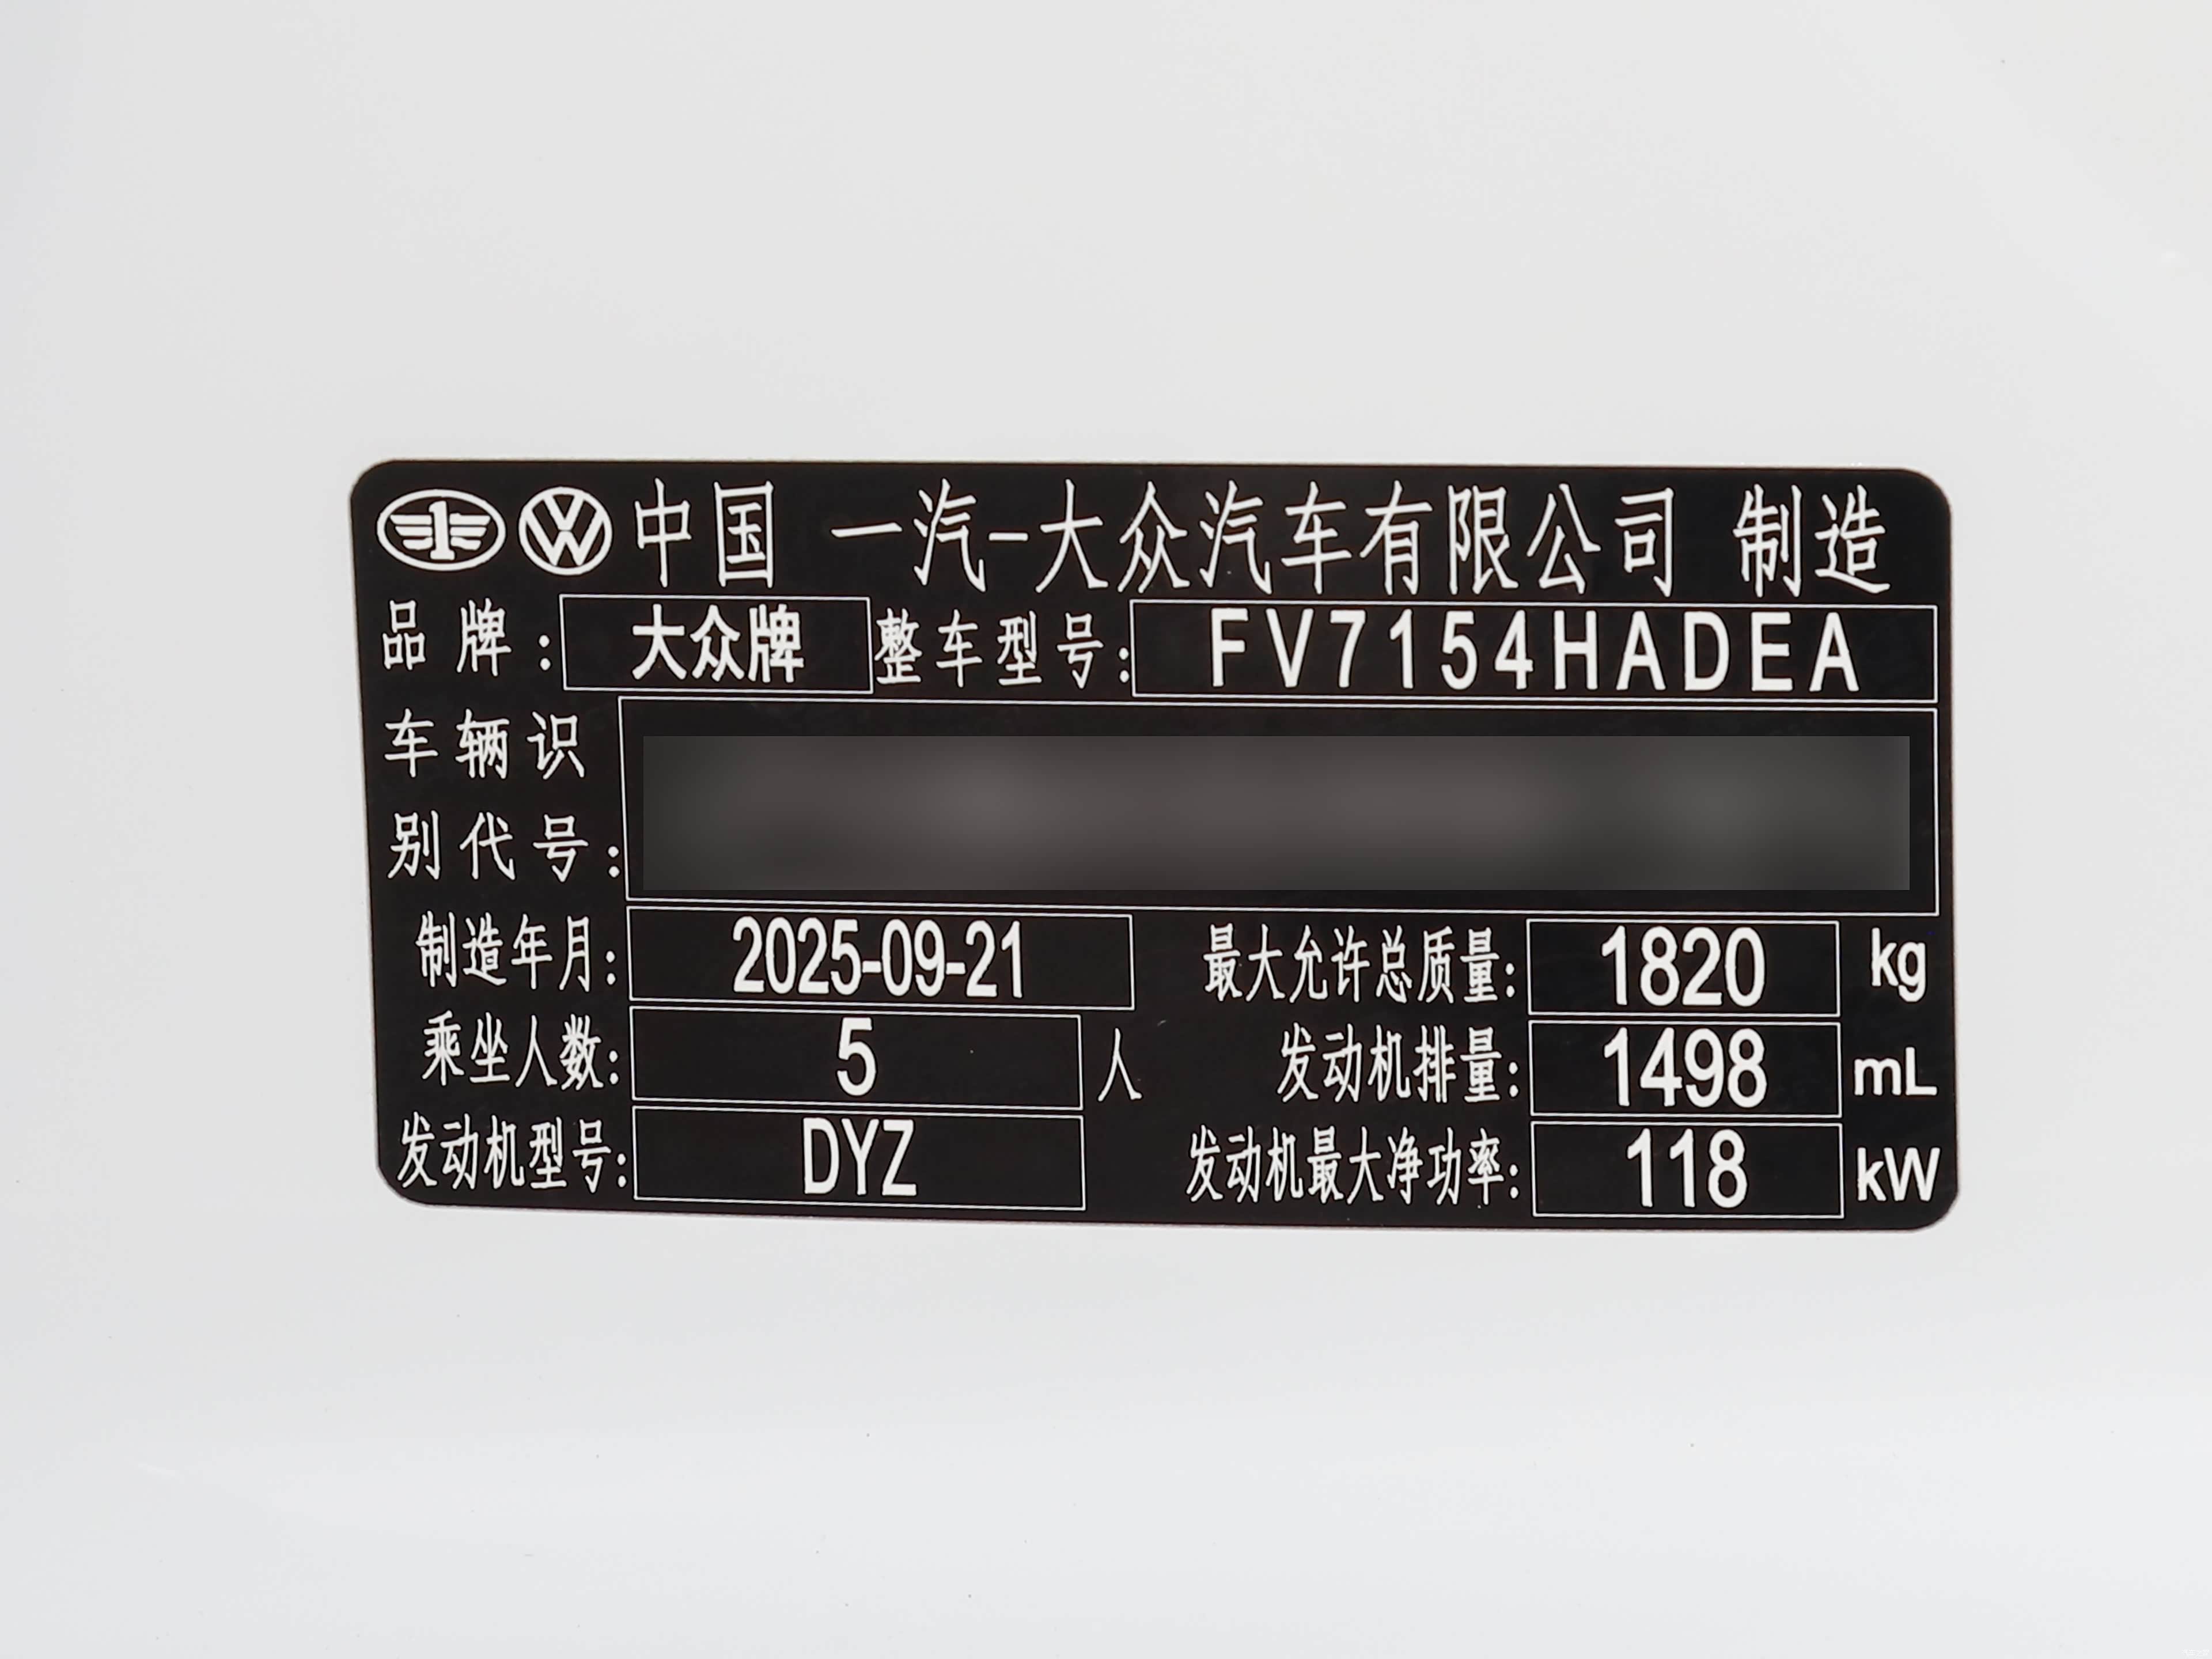 中国 一汽-大众汽车有限公司 制造
品牌: 大众牌 整车型号: FV7154HADEA
车辆识
别代号:
制造年月: 2025-09-21 最大允许总质量: 1820 kg
乘坐人数: 5 人 发动机排量: 1498 mL
发动机型号: DYZ 发动机最大净功率: 118 kW